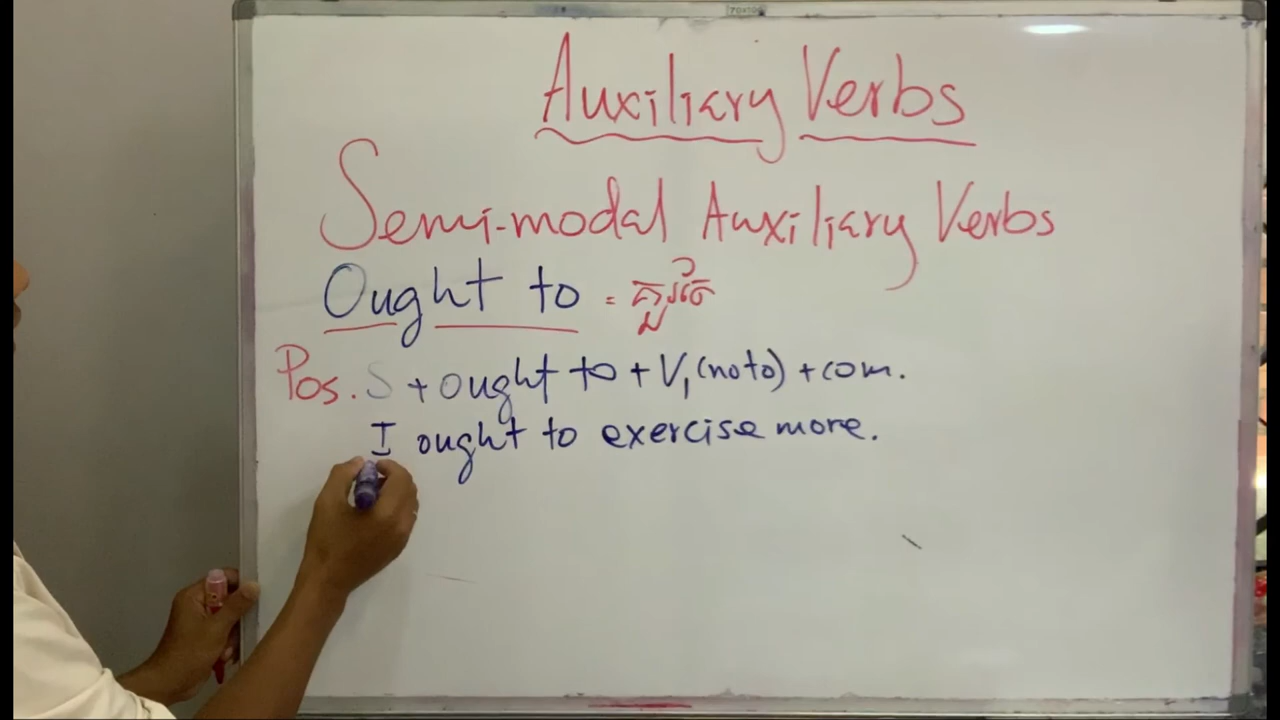 Auxiliary Verbs
Semi-modal Auxiliary Verbs
Ought to = គួរតែ
Pos. S + ought to + V1 (no to) + com.
I ought to exercise more.